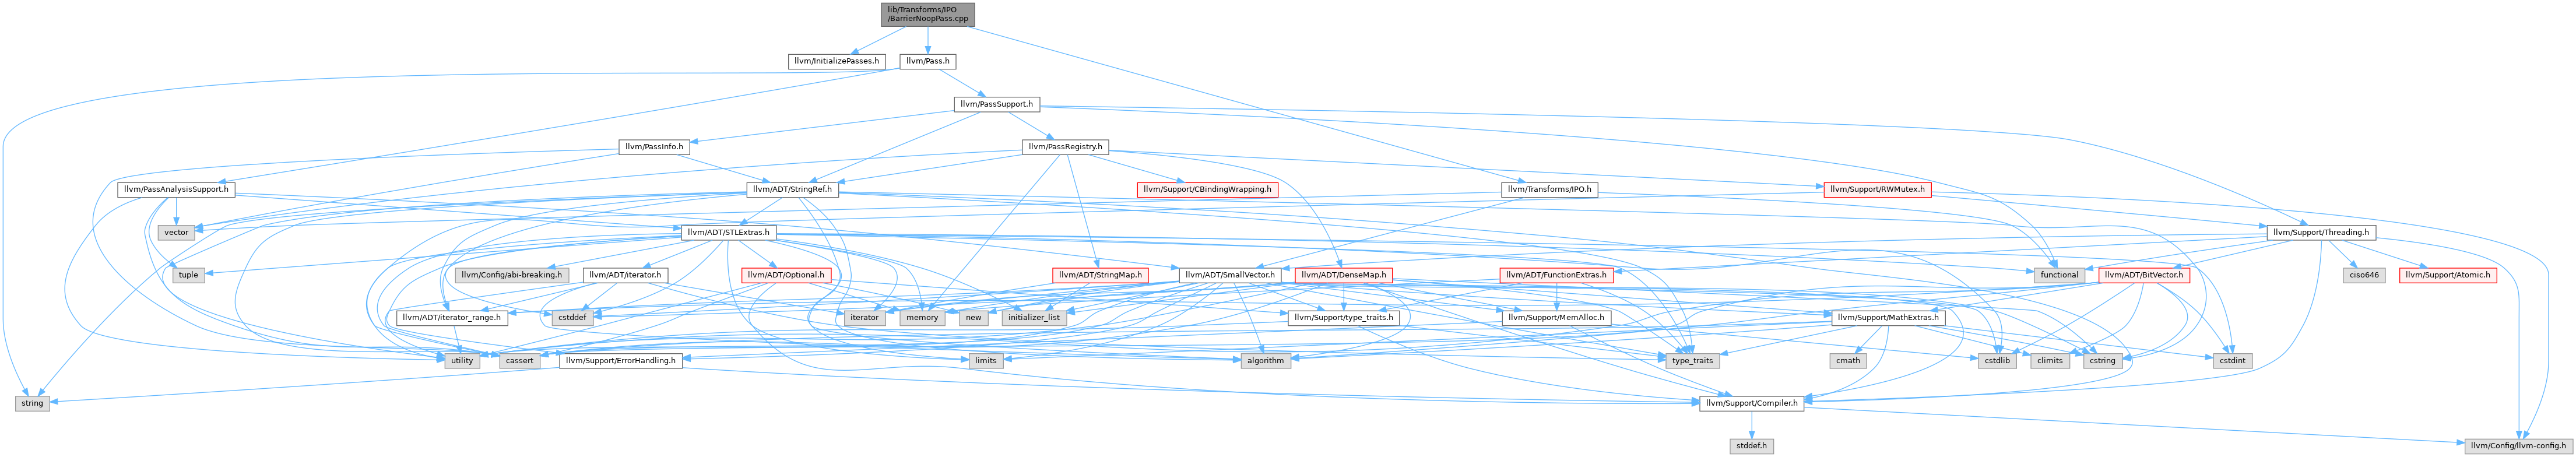 lib/Transforms/IPO
/BarrierNoopPass.cpp
llvm/InitializePasses.h
llvm/Pass.h
llvm/PassSupport.h
llvm/PassInfo.h
llvm/PassRegistry.h
llvm/PassAnalysisSupport.h
llvm/ADT/StringRef.h
llvm/Support/CBindingWrapping.h
llvm/Transforms/IPO.h
llvm/Support/RWMutex.h
vector
llvm/ADT/STLExtras.h
llvm/Support/Threading.h
tuple
llvm/Config/abi-breaking.h
llvm/ADT/iterator.h
llvm/ADT/Optional.h
llvm/ADT/StringMap.h
llvm/ADT/SmallVector.h
llvm/ADT/DenseMap.h
llvm/ADT/FunctionExtras.h
functional
llvm/ADT/BitVector.h
ciso646
llvm/Support/Atomic.h
llvm/ADT/iterator_range.h
cstddef
iterator
memory
new
initializer_list
llvm/Support/type_traits.h
llvm/Support/MemAlloc.h
llvm/Support/MathExtras.h
utility
cassert
llvm/Support/ErrorHandling.h
limits
algorithm
type_traits
cmath
cstdlib
climits
cstring
cstdint
string
llvm/Support/Compiler.h
stddef.h
llvm/Config/llvm-config.h